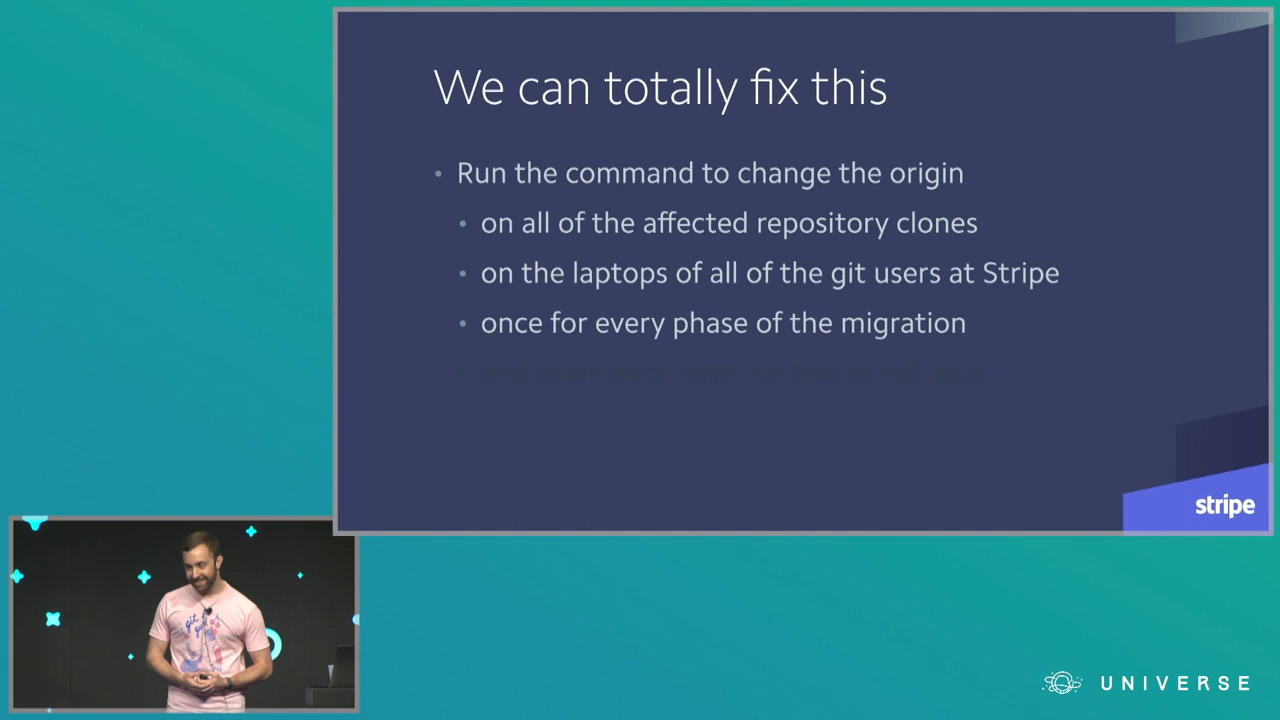 We can totally fix this
• Run the command to change the origin
• on all of the affected repository clones
• on the laptops of all of the git users at Stripe
• once for every phase of the migration
stripe
git
UNIVERSE